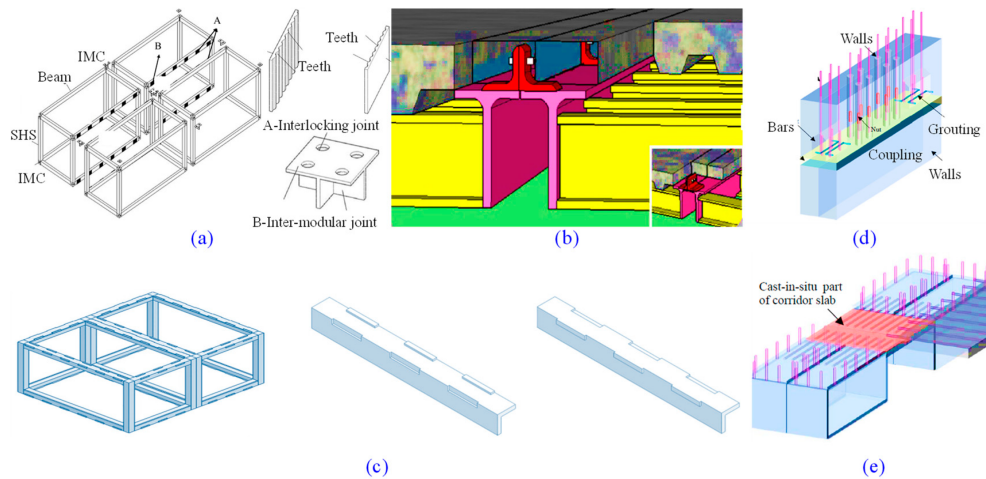 A
B
IMC
Beam
SHS
IMC
Teeth
Teeth
A-Interlocking joint
B-Inter-modular joint
(a)
(b)
Walls
Bars
Nut
Grouting
Coupling
Walls
(d)
(c)
Cast-in-situ part
of corridor slab
(e)